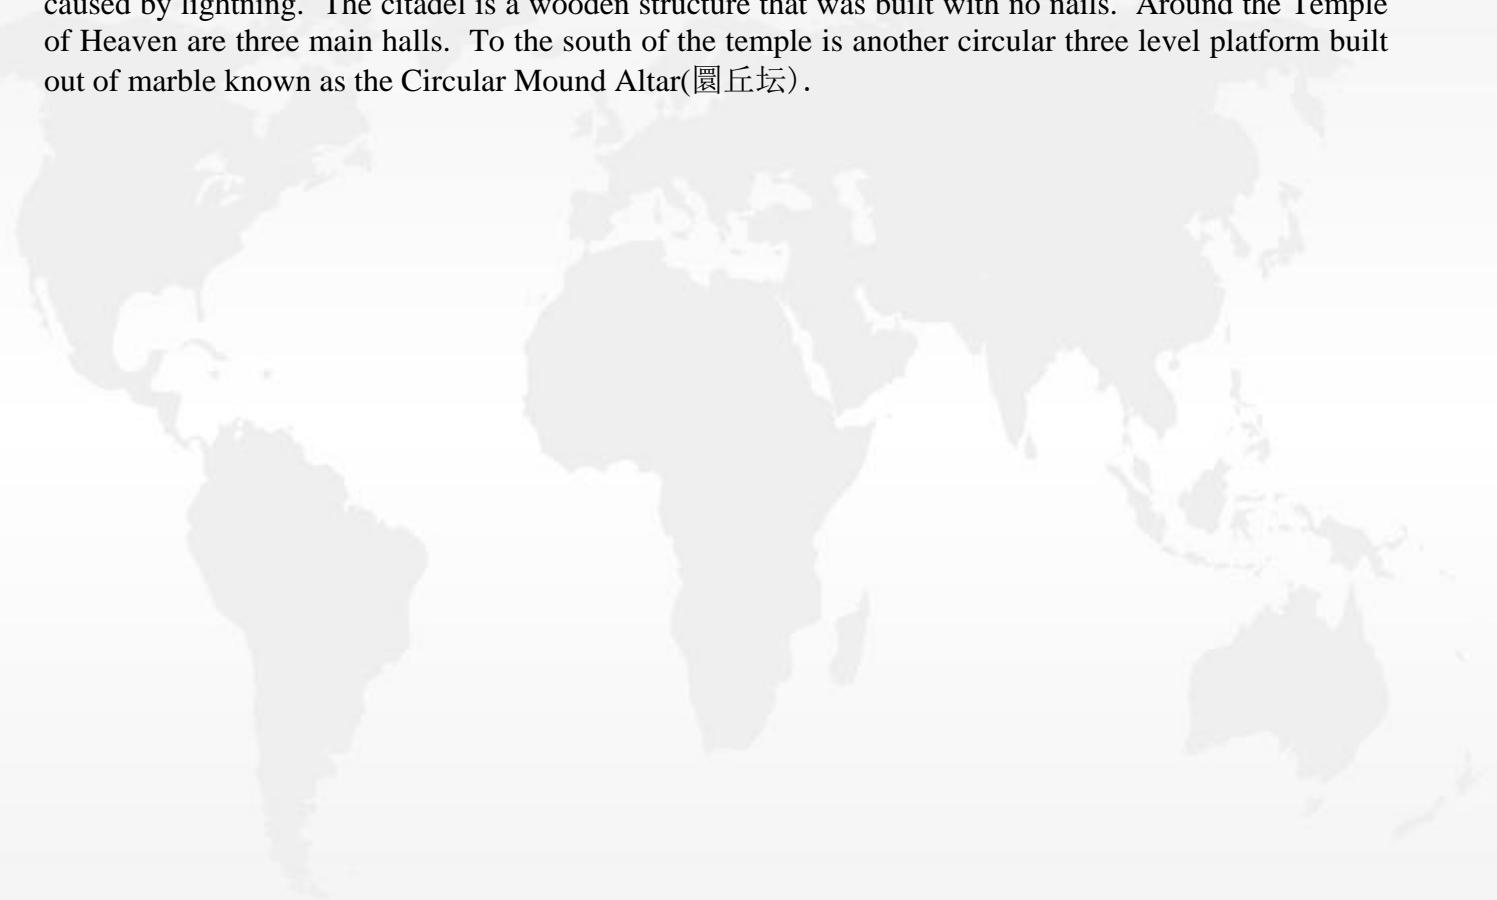 caused by lightning.  The citadel is a wooden structure that was built with no nails.  Around the Temple
of Heaven are three main halls.  To the south of the temple is another circular three level platform built
out of marble known as the Circular Mound Altar(圜丘坛）.